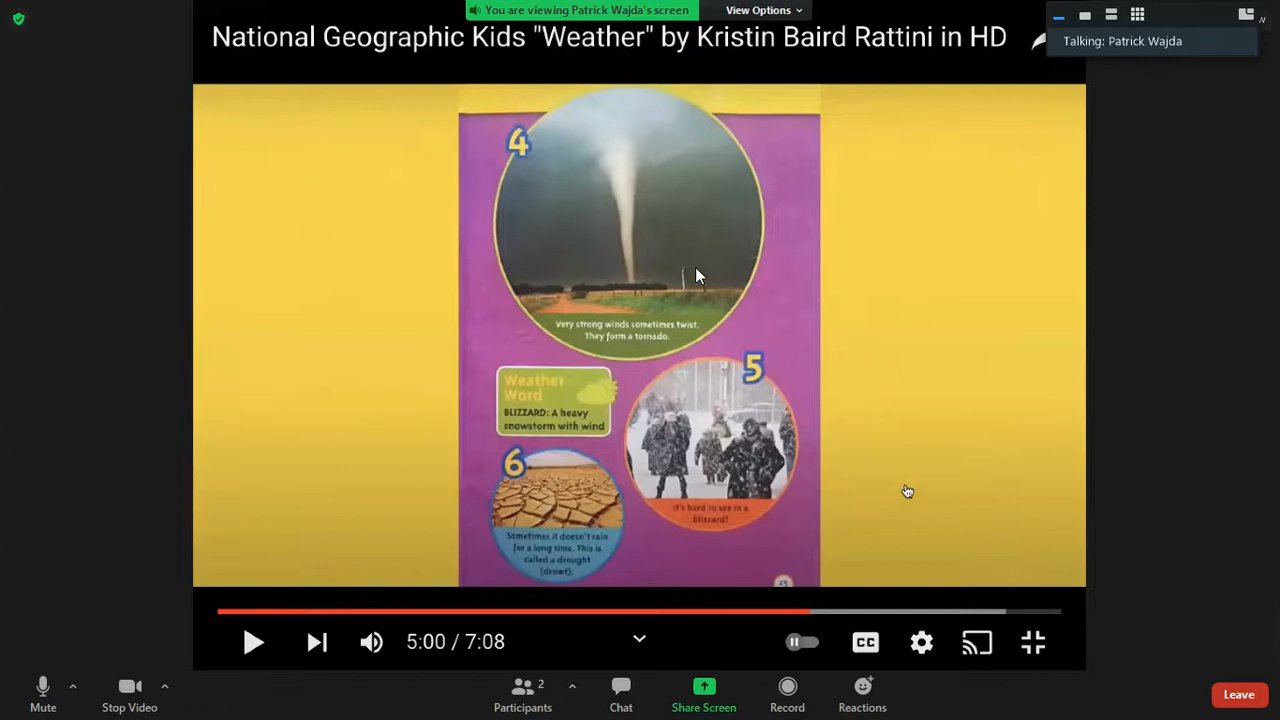 You are viewing Patrick Wajda's screen
View Options
Talking: Patrick Wajda
National Geographic Kids "Weather" by Kristin Baird Rattini in HD
4
Very strong winds sometimes twist.
They form a tornado.
5
Weather
Word
BLIZZARD: A heavy
snowstorm with wind
It's hard to see in a
blizzard!
6
Sometimes it doesn't rain
for a long time. This is
called a drought
(drowt).
5:00 / 7:08
CC
Mute
Stop Video
2
Participants
Chat
Share Screen
Record
Reactions
Leave